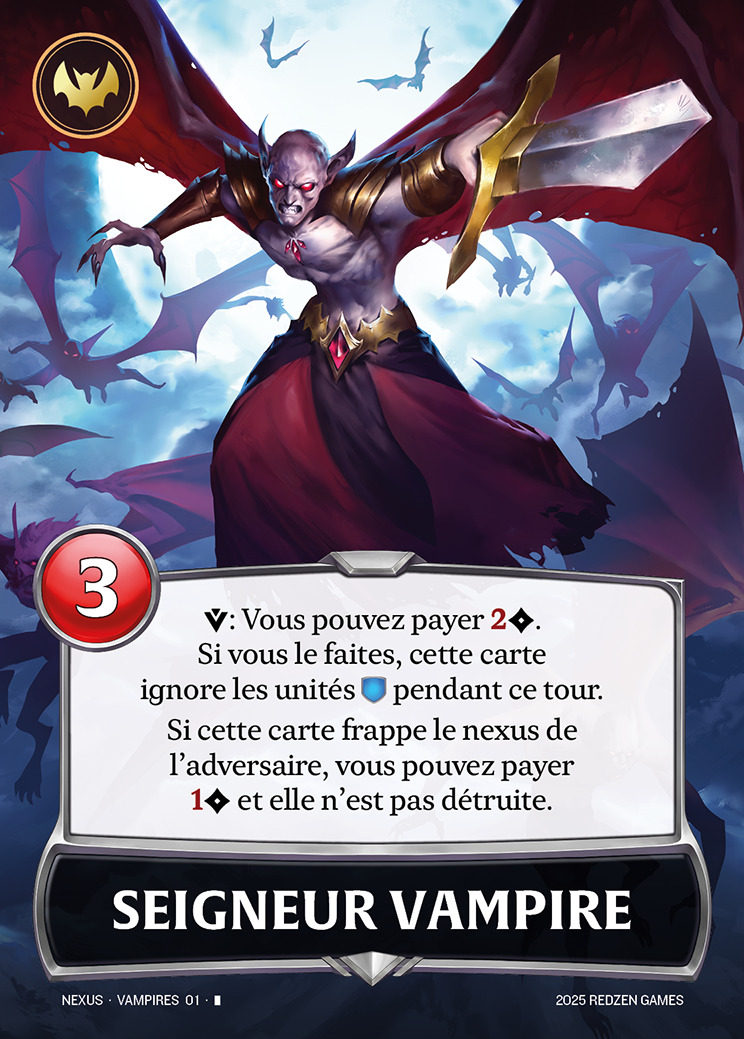 3
: Vous pouvez payer 2.
Si vous le faites, cette carte
ignore les unités pendant ce tour.
Si cette carte frappe le nexus de
l'adversaire, vous pouvez payer
1 et elle n'est pas détruite.
SEIGNEUR VAMPIRE
NEXUS · VAMPIRES 01 ·
2025 REDZEN GAMES